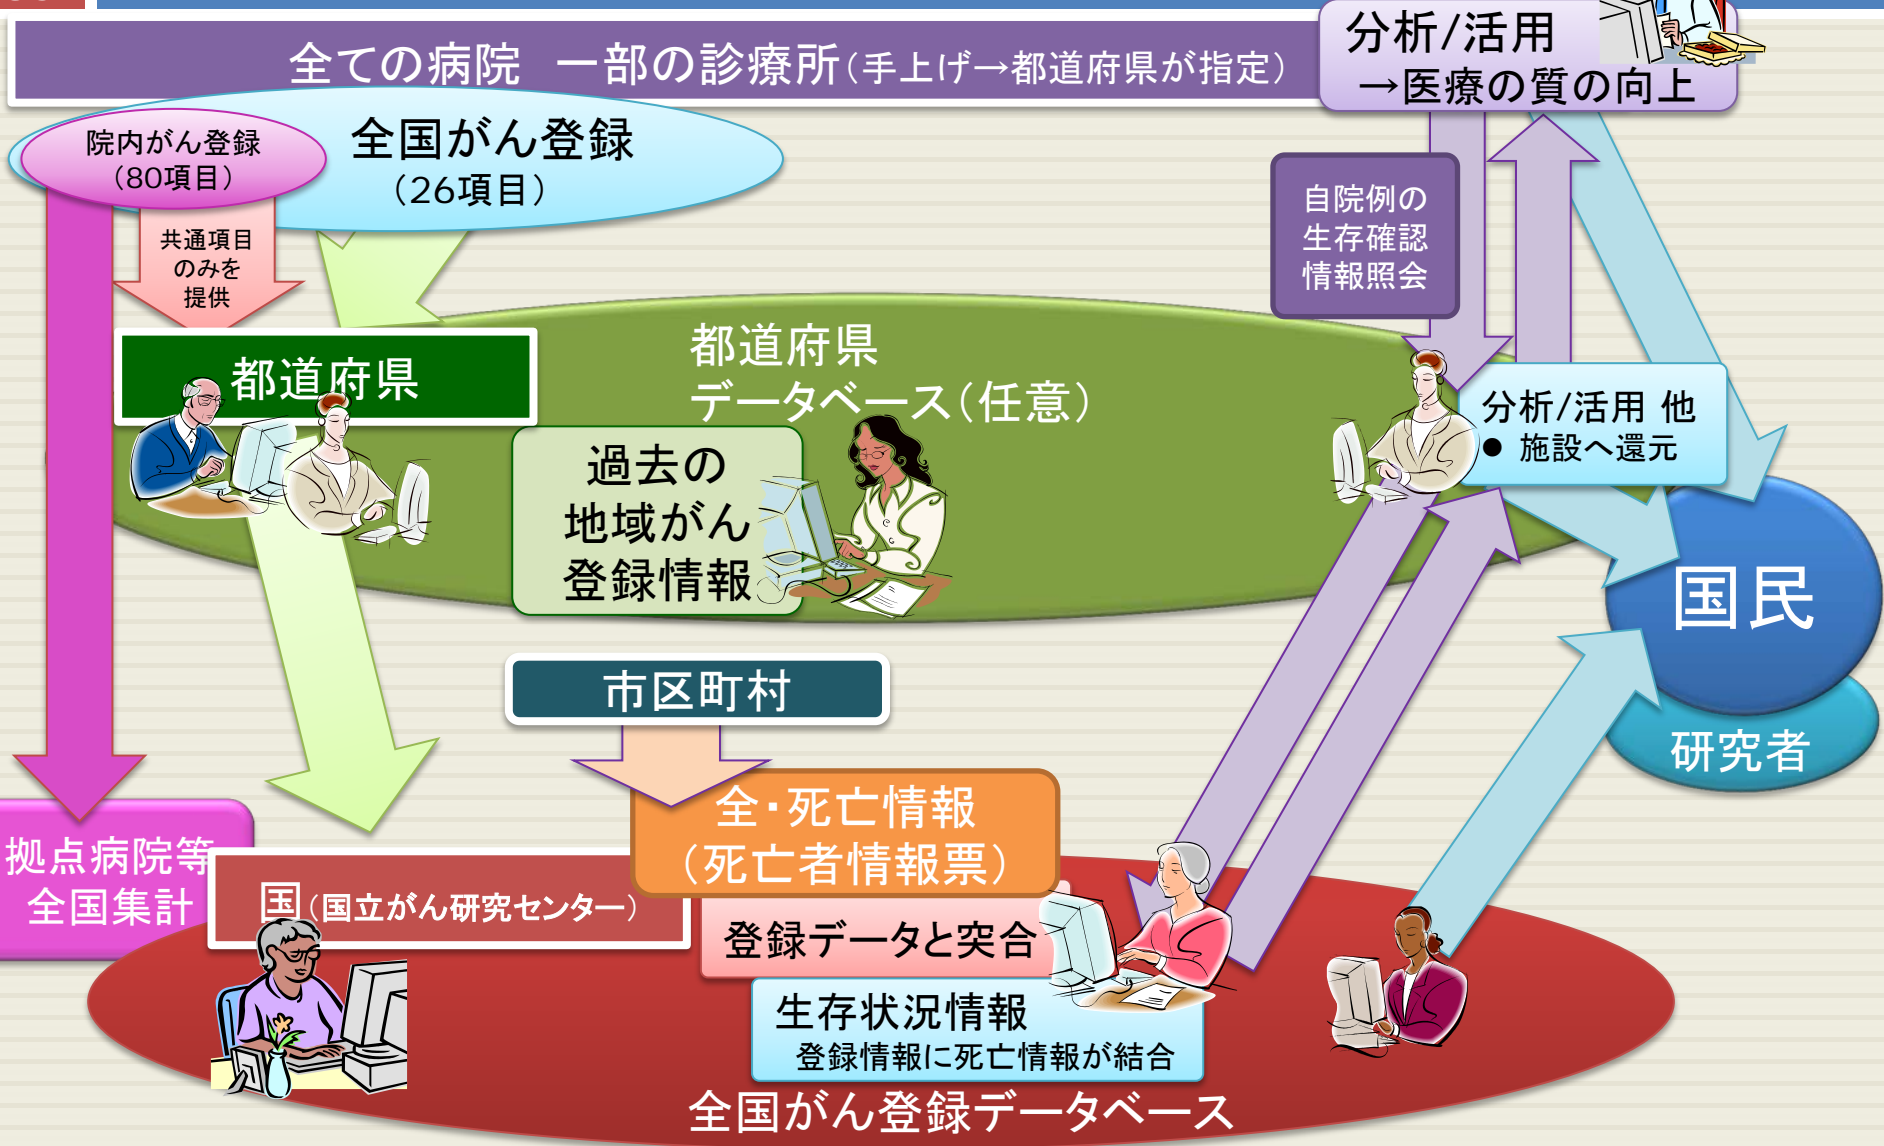 全ての病院　一部の診療所（手上げ→都道府県が指定）
分析/活用
→医療の質の向上
院内がん登録
（80項目）
全国がん登録
（26項目）
共通項目
のみを
提供
自院例の
生存確認
情報照会
都道府県
都道府県
データベース（任意）
過去の
地域がん
登録情報
分析/活用 他
● 施設へ還元
国民
研究者
市区町村
全・死亡情報
（死亡者情報票）
拠点病院等
全国集計
国（国立がん研究センター）
登録データと突合
生存状況情報
登録情報に死亡情報が結合
全国がん登録データベース